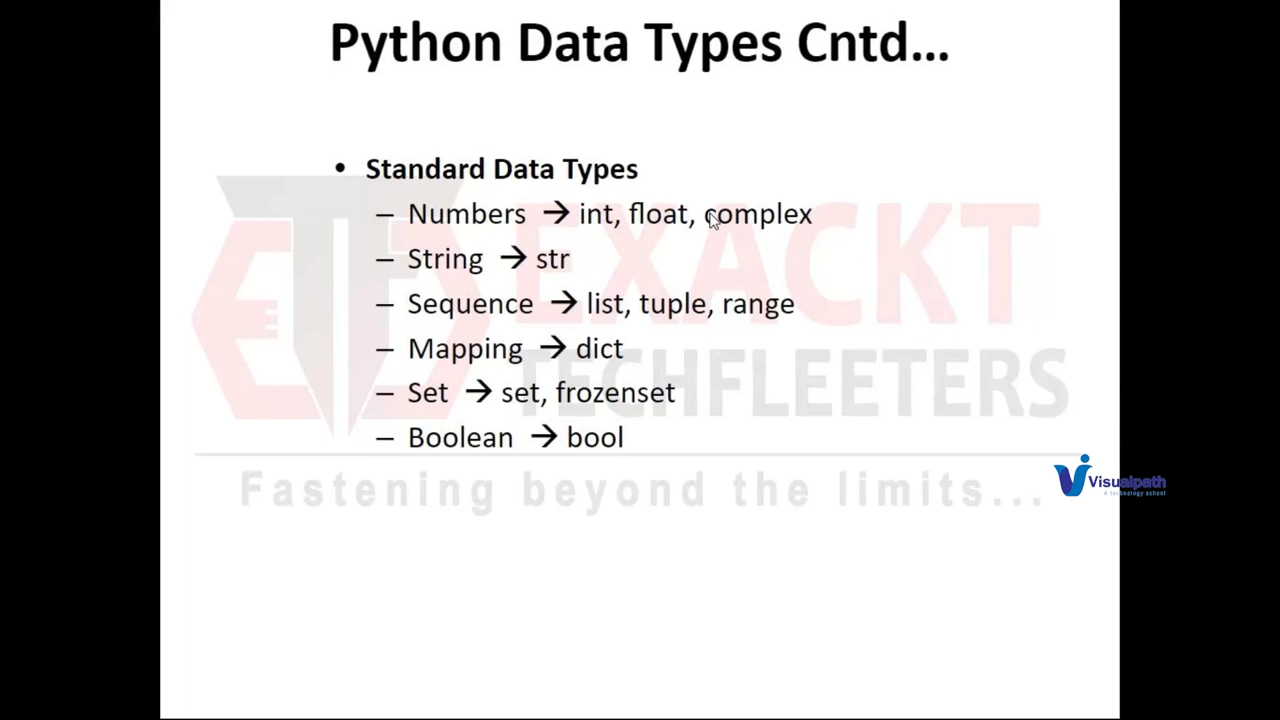 Python Data Types Cntd...
• Standard Data Types
– Numbers → int, float, complex
– String → str
– Sequence → list, tuple, range
– Mapping → dict
– Set → set, frozenset
– Boolean → bool
EXACKT
TECHFLEETERS
Fastening beyond the limits...
Visualpath
A technology school